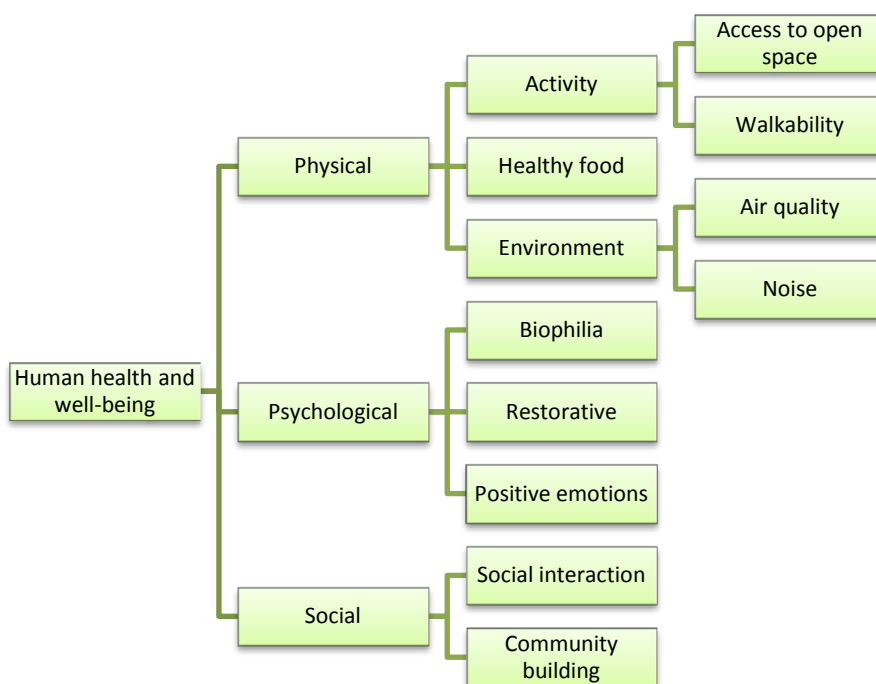 Human health and
well-being
Physical
Activity
Access to open
space
Walkability
Healthy food
Environment
Air quality
Noise
Psychological
Biophilia
Restorative
Positive emotions
Social
Social interaction
Community
building